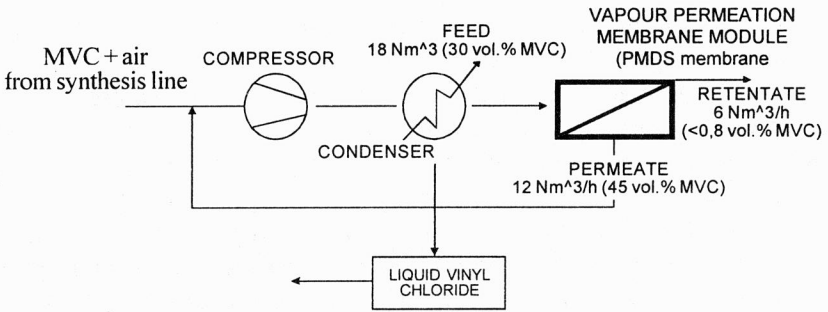 MVC + air
from synthesis line
COMPRESSOR
FEED
18 Nm^3 (30 vol.% MVC)
CONDENSER
VAPOUR PERMEATION
MEMBRANE MODULE
(PMDS membrane
RETENTATE
6 Nm^3/h
(<0,8 vol.% MVC)
PERMEATE
12 Nm^3/h (45 vol.% MVC)
LIQUID VINYL
CHLORIDE